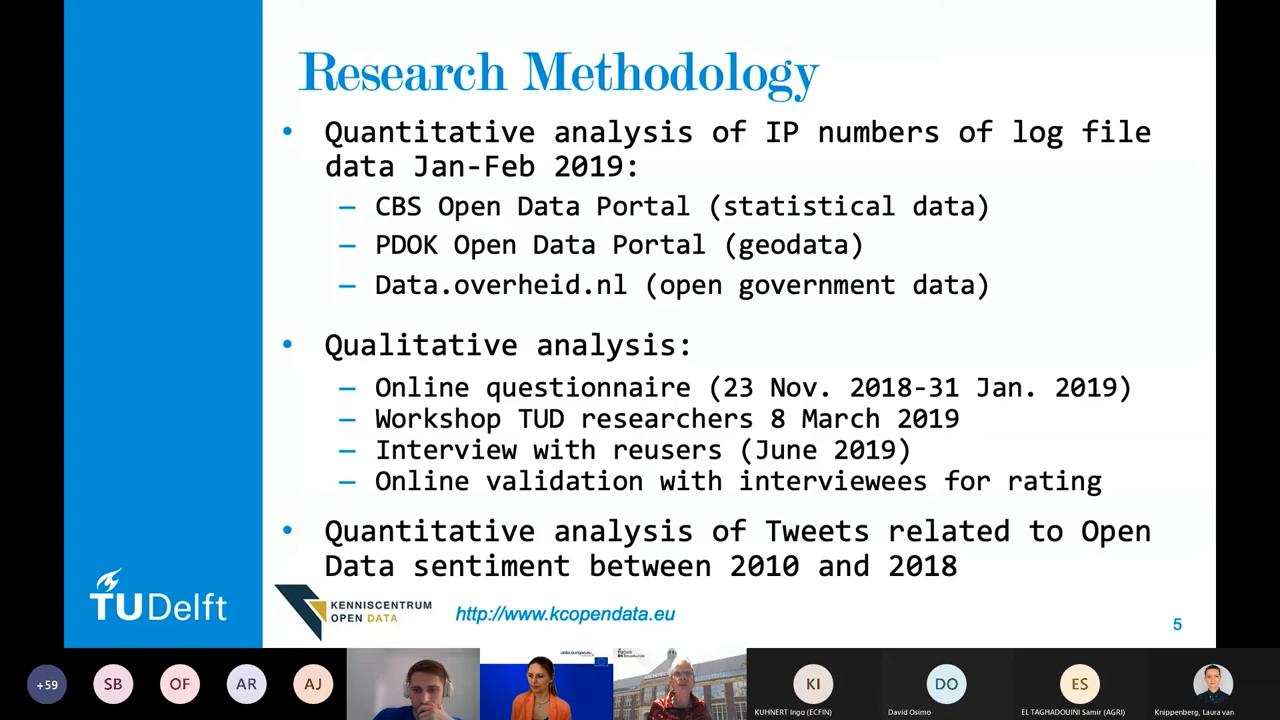 Research Methodology
• Quantitative analysis of IP numbers of log file
data Jan-Feb 2019:
– CBS Open Data Portal (statistical data)
– PDOK Open Data Portal (geodata)
– Data.overheid.nl (open government data)
• Qualitative analysis:
– Online questionnaire (23 Nov. 2018-31 Jan. 2019)
– Workshop TUD researchers 8 March 2019
– Interview with reusers (June 2019)
– Online validation with interviewees for rating
• Quantitative analysis of Tweets related to Open
Data sentiment between 2010 and 2018
TU Delft
KENNISCENTRUM
OPEN DATA
http://www.kcopendata.eu
5
+59
SB
OF
AR
AJ
data.europa.eu
KI
DO
ES
KUHNERT Ingo (ECFIN)
David Osimo
EL TAGHADOUINI Samir (AGRI)
Knippenberg, Laura van